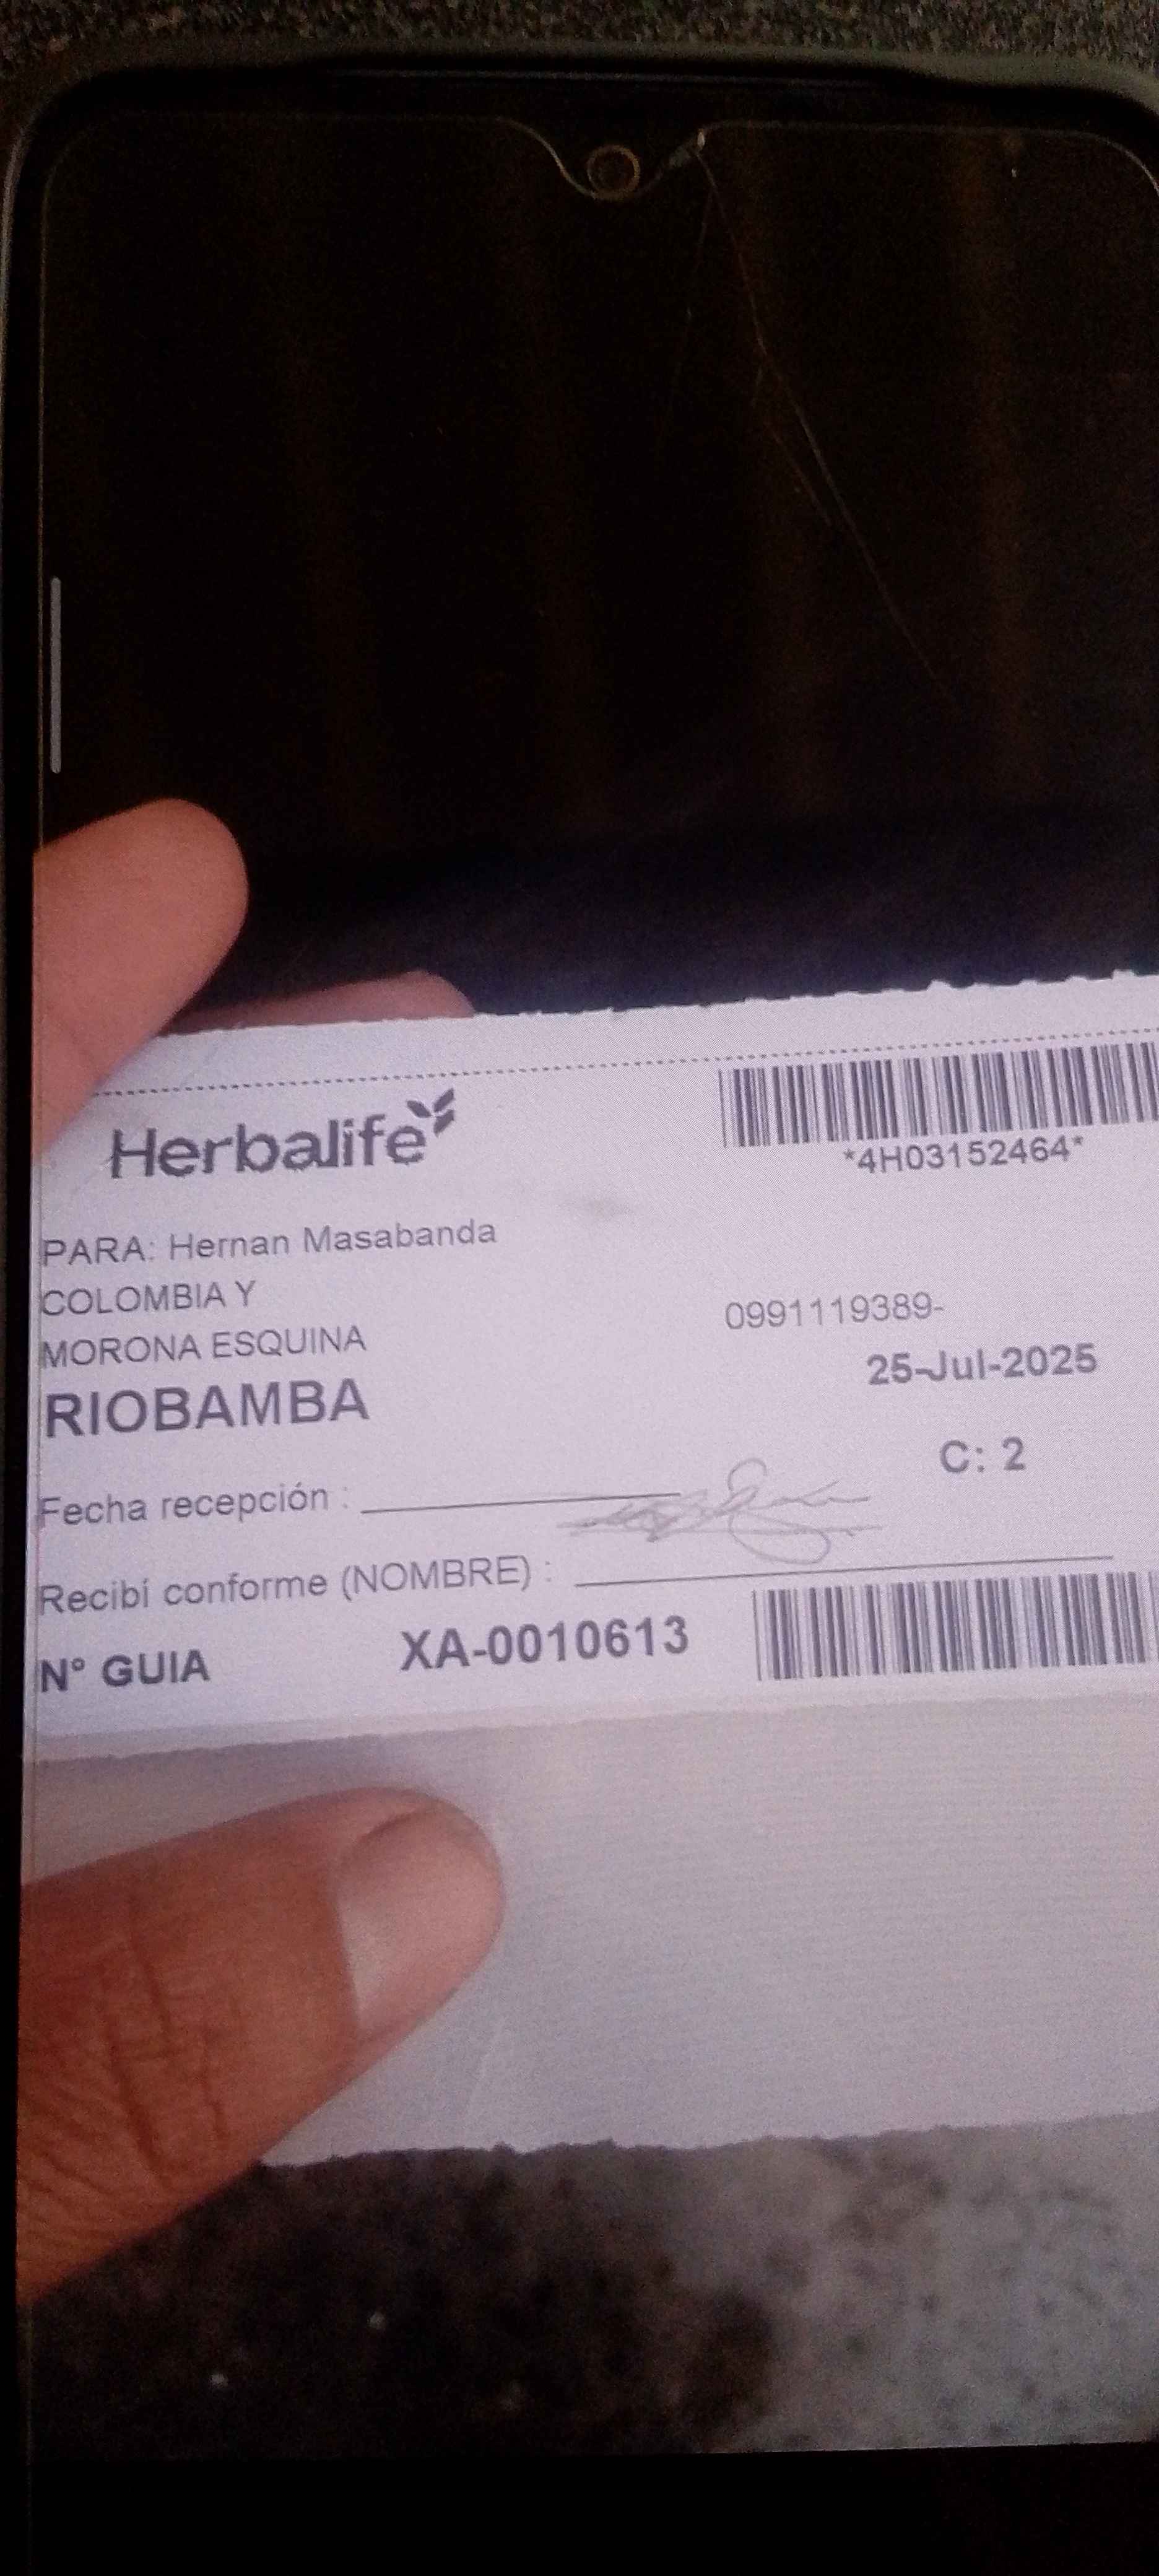 Herbalife
*4H03152464*
PARA: Hernan Masabanda
COLOMBIA Y
0991119389-
MORONA ESQUINA
25-Jul-2025
RIOBAMBA
C: 2
Fecha recepción :
Recibí conforme (NOMBRE) :
N° GUIA XA-0010613